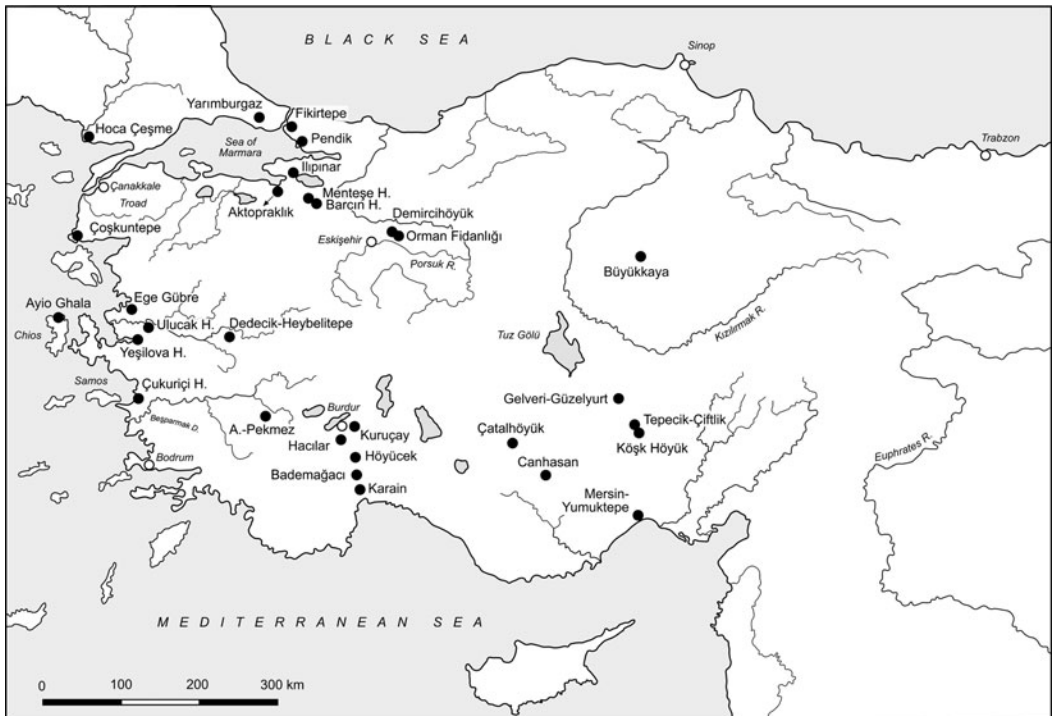 BLACK SEA
Sinop
Yarımburgaz
Fikirtepe
Hoca Çeşme
Pendik
Sea of
Marmara
Trabzon
Ilıpınar
Çanakkale
Troad
Menteşe H.
Barcın H.
Aktopraklık
Demircihöyük
Coşkuntepe
Eskişehir
Orman Fidanlığı
Porsuk R.
Büyükkaya
Ayio Ghala
Ege Gübre
Chios
Ulucak H.
Dedecik-Heybelitepe
Kızılırmak R.
Tuz Gölü
Yeşilova H.
Samos
Çukuriçi H.
Gelveri-Güzelyurt
Beşparmak D.
A.-Pekmez
Burdur
Kuruçay
Tepecik-Çiftlik
Hacılar
Çatalhöyük
Köşk Höyük
Euphrates R.
Bodrum
Höyücek
Bademağacı
Canhasan
Karain
Mersin-
Yumuktepe
MEDITERRANEAN SEA
0 100 200 300 km